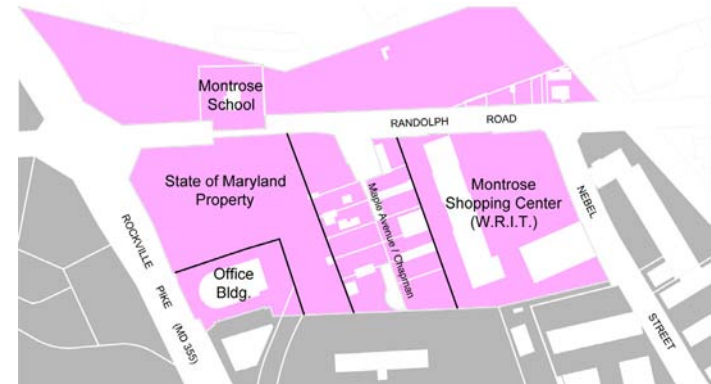 Montrose
School
RANDOLPH ROAD
State of Maryland
Property
Maple Avenue / Chapman
Montrose
Shopping Center
(W.R.I.T.)
NEBEL
STREET
ROCKVILLE
PIKE
(MD 355)
Office
Bldg.